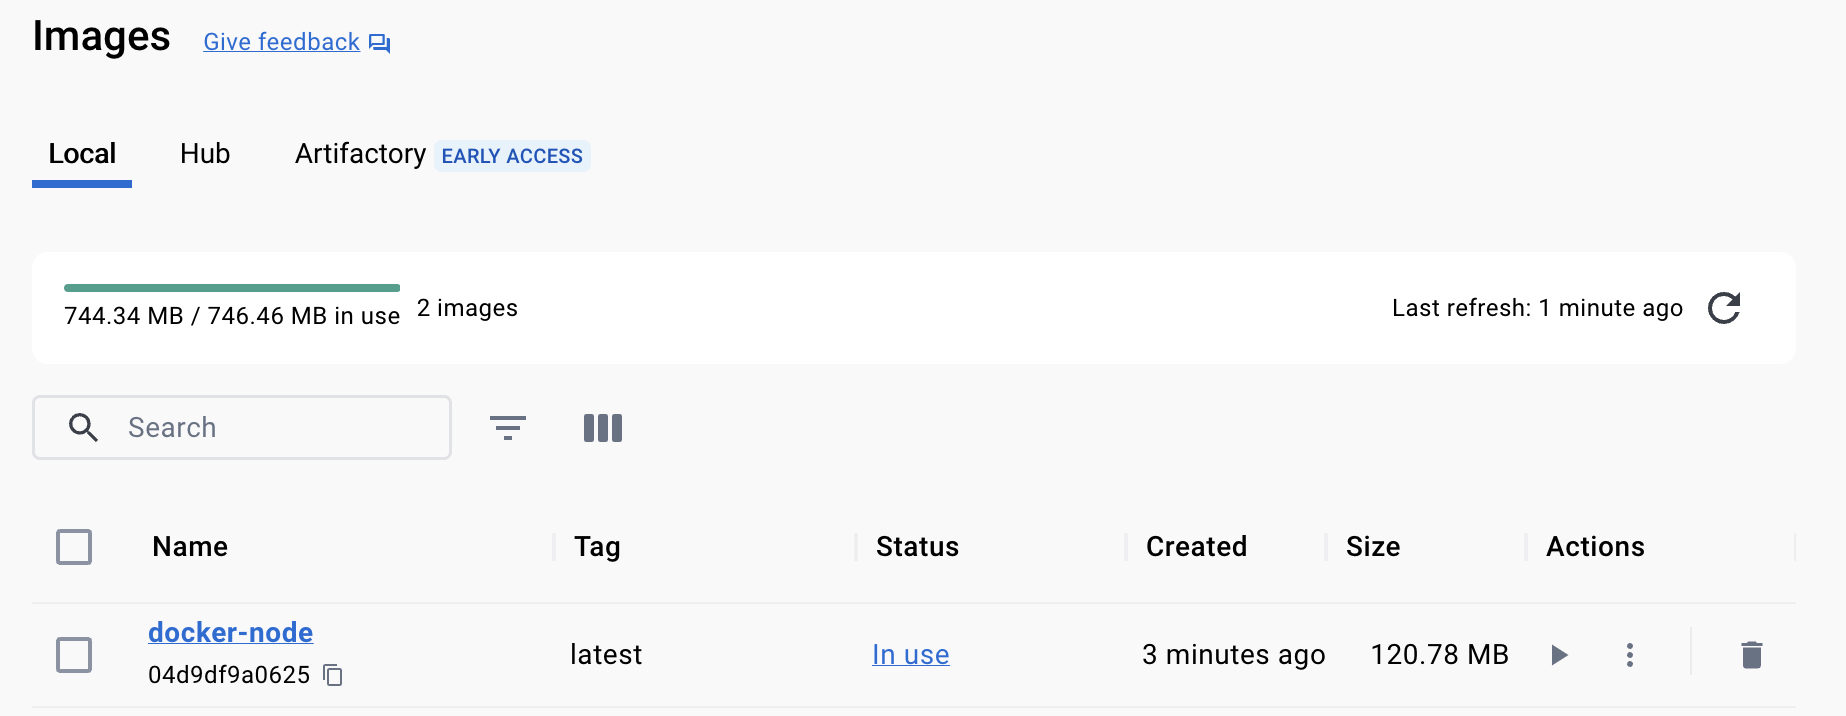 Images Give feedback
Local Hub Artifactory EARLY ACCESS
744.34 MB / 746.46 MB in use 2 images Last refresh: 1 minute ago
Search
Name Tag Status Created Size Actions
docker-node
latest In use 3 minutes ago 120.78 MB
04d9df9a0625